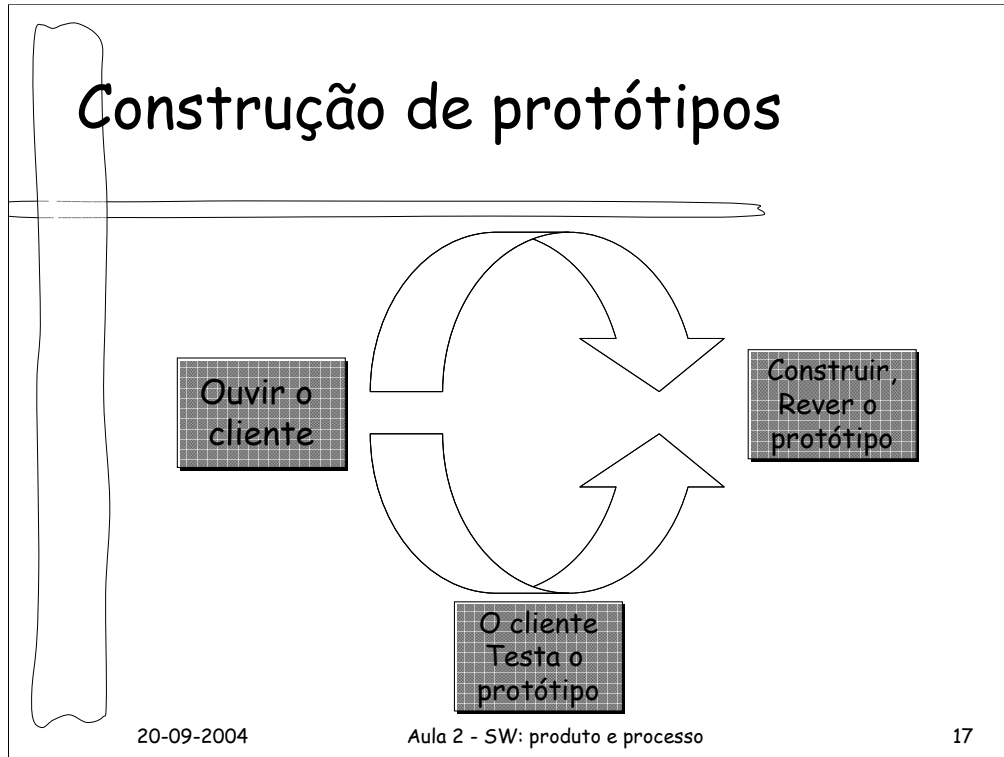 Construção de protótipos
Ouvir o
cliente
Construir,
Rever o
protótipo
O cliente
Testa o
protótipo
20-09-2004
Aula 2 - SW: produto e processo
17